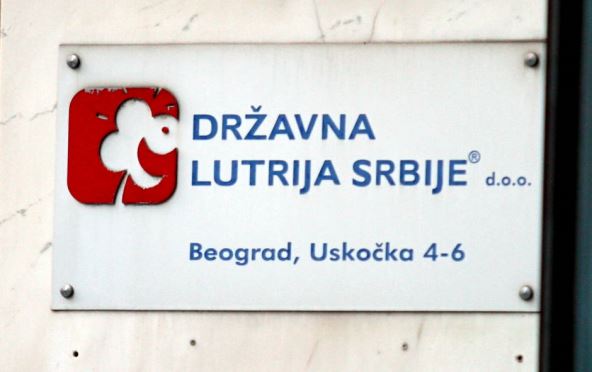 DRŽAVNA
LUTRIJA SRBIJE® d.o.o.
Beograd, Uskočka 4-6